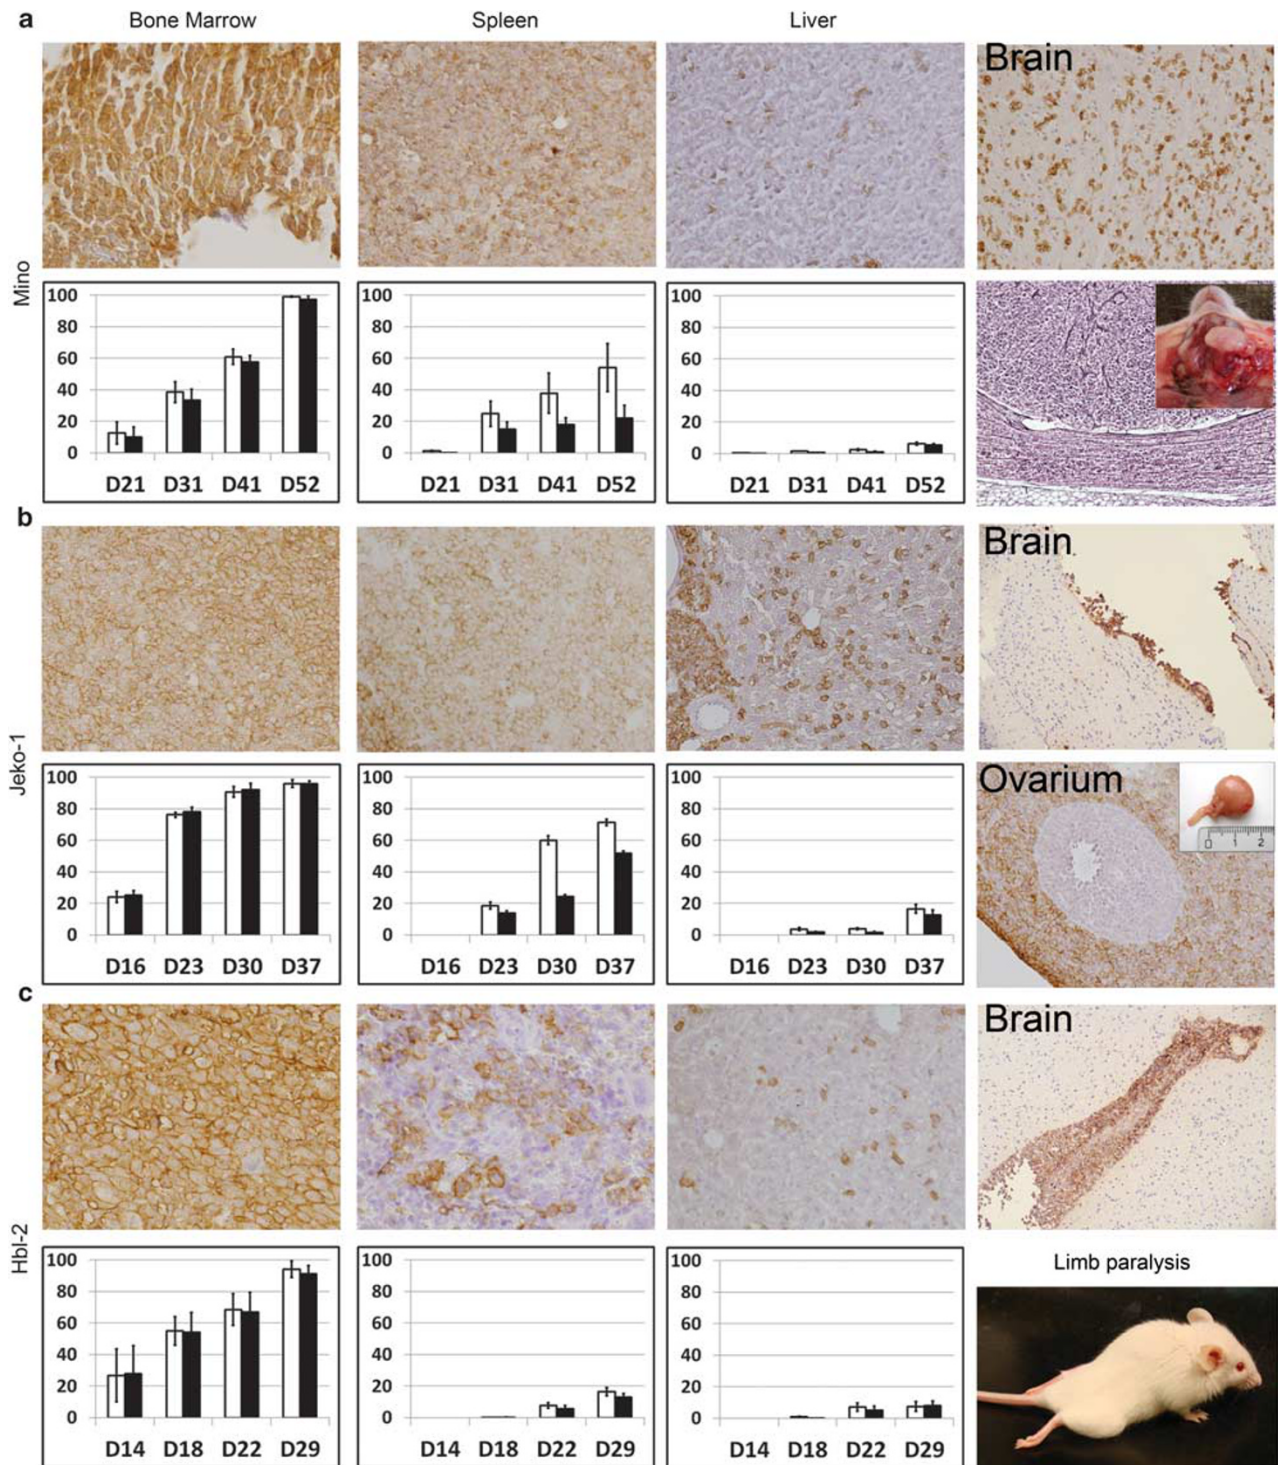 a Bone Marrow Spleen Liver
Brain
Mino
100 100 100
80 80 80
60 60 60
40 40 40
20 20 20
0 0 0
D21 D31 D41 D52 D21 D31 D41 D52 D21 D31 D41 D52
b
Brain
Jeko-1
100 100 100
80 80 80
60 60 60
40 40 40
20 20 20
0 0 0
D16 D23 D30 D37 D16 D23 D30 D37 D16 D23 D30 D37
Ovarium
0 1 2
c
Brain
Hbl-2
100 100 100
80 80 80
60 60 60
40 40 40
20 20 20
0 0 0
D14 D18 D22 D29 D14 D18 D22 D29 D14 D18 D22 D29
Limb paralysis